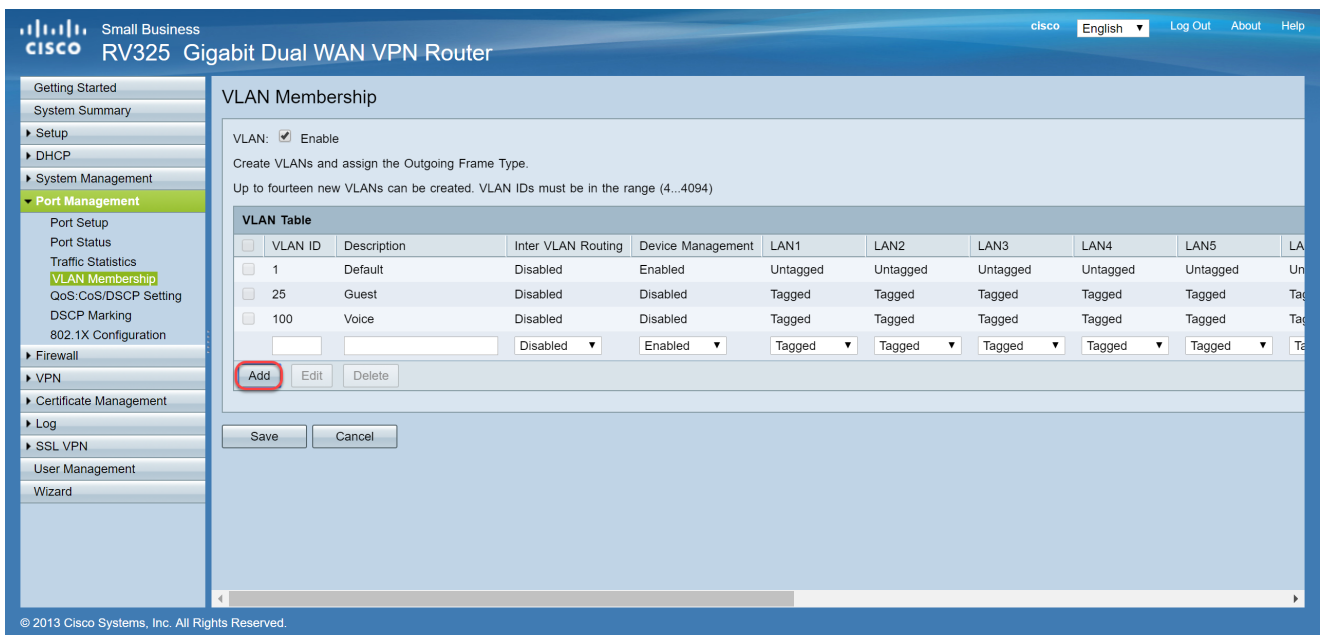 Small Business
cisco English Log Out About Help
CISCO RV325 Gigabit Dual WAN VPN Router
Getting Started
System Summary
Setup
DHCP
System Management
Port Management
Port Setup
Port Status
Traffic Statistics
VLAN Membership
QoS:CoS/DSCP Setting
DSCP Marking
802.1X Configuration
Firewall
VPN
Certificate Management
Log
SSL VPN
User Management
Wizard
VLAN Membership
VLAN: Enable
Create VLANs and assign the Outgoing Frame Type.
Up to fourteen new VLANs can be created. VLAN IDs must be in the range (4...4094)
VLAN Table
VLAN ID Description Inter VLAN Routing Device Management LAN1 LAN2 LAN3 LAN4 LAN5 LA
1 Default Disabled Enabled Untagged Untagged Untagged Untagged Untagged Un
25 Guest Disabled Disabled Tagged Tagged Tagged Tagged Tagged Tag
100 Voice Disabled Disabled Tagged Tagged Tagged Tagged Tagged Tag
Disabled Enabled Tagged Tagged Tagged Tagged Tagged Ta
Add Edit Delete
Save Cancel
© 2013 Cisco Systems, Inc. All Rights Reserved.